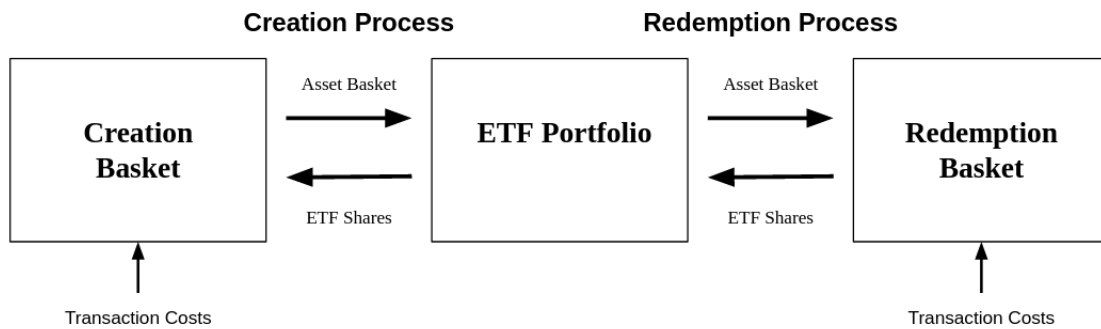 Creation Process
Redemption Process
Asset Basket
Asset Basket
Creation
Basket
ETF Portfolio
Redemption
Basket
ETF Shares
ETF Shares
Transaction Costs
Transaction Costs